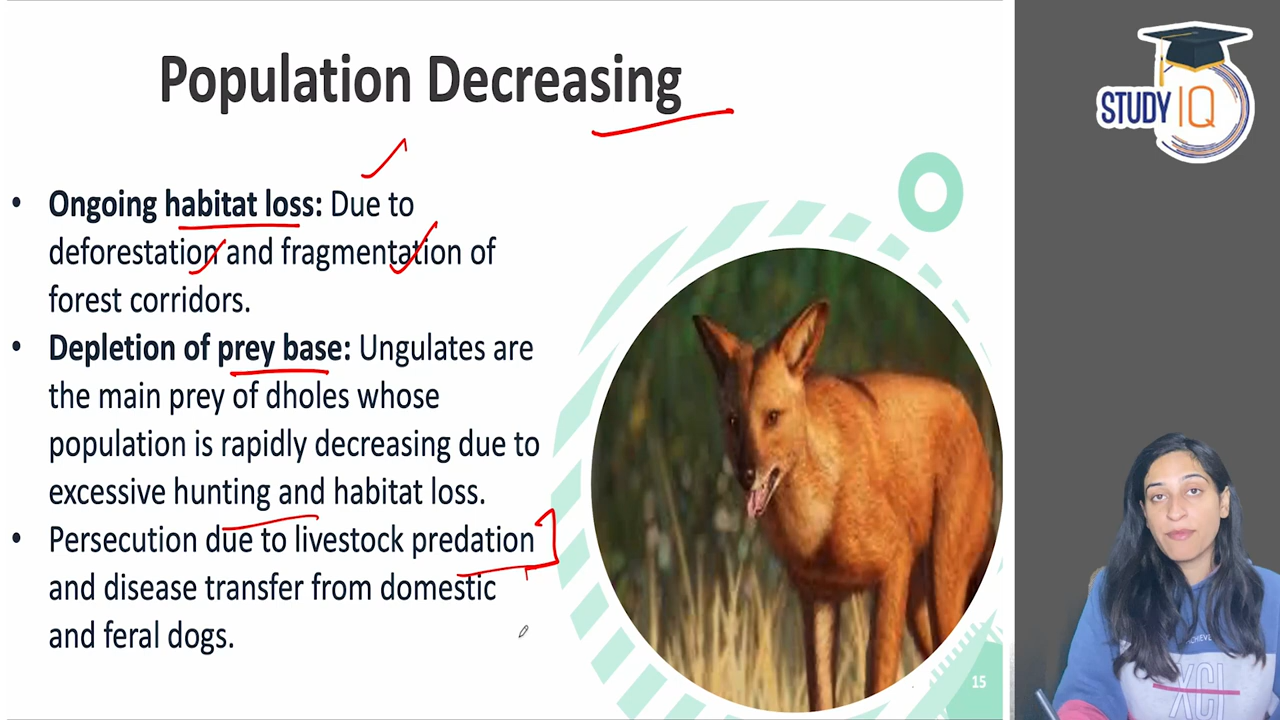 Population Decreasing
• Ongoing habitat loss: Due to
deforestation and fragmentation of
forest corridors.
• Depletion of prey base: Ungulates are
the main prey of dholes whose
population is rapidly decreasing due to
excessive hunting and habitat loss.
• Persecution due to livestock predation
and disease transfer from domestic
and feral dogs.
15
STUDY IQ
XCI